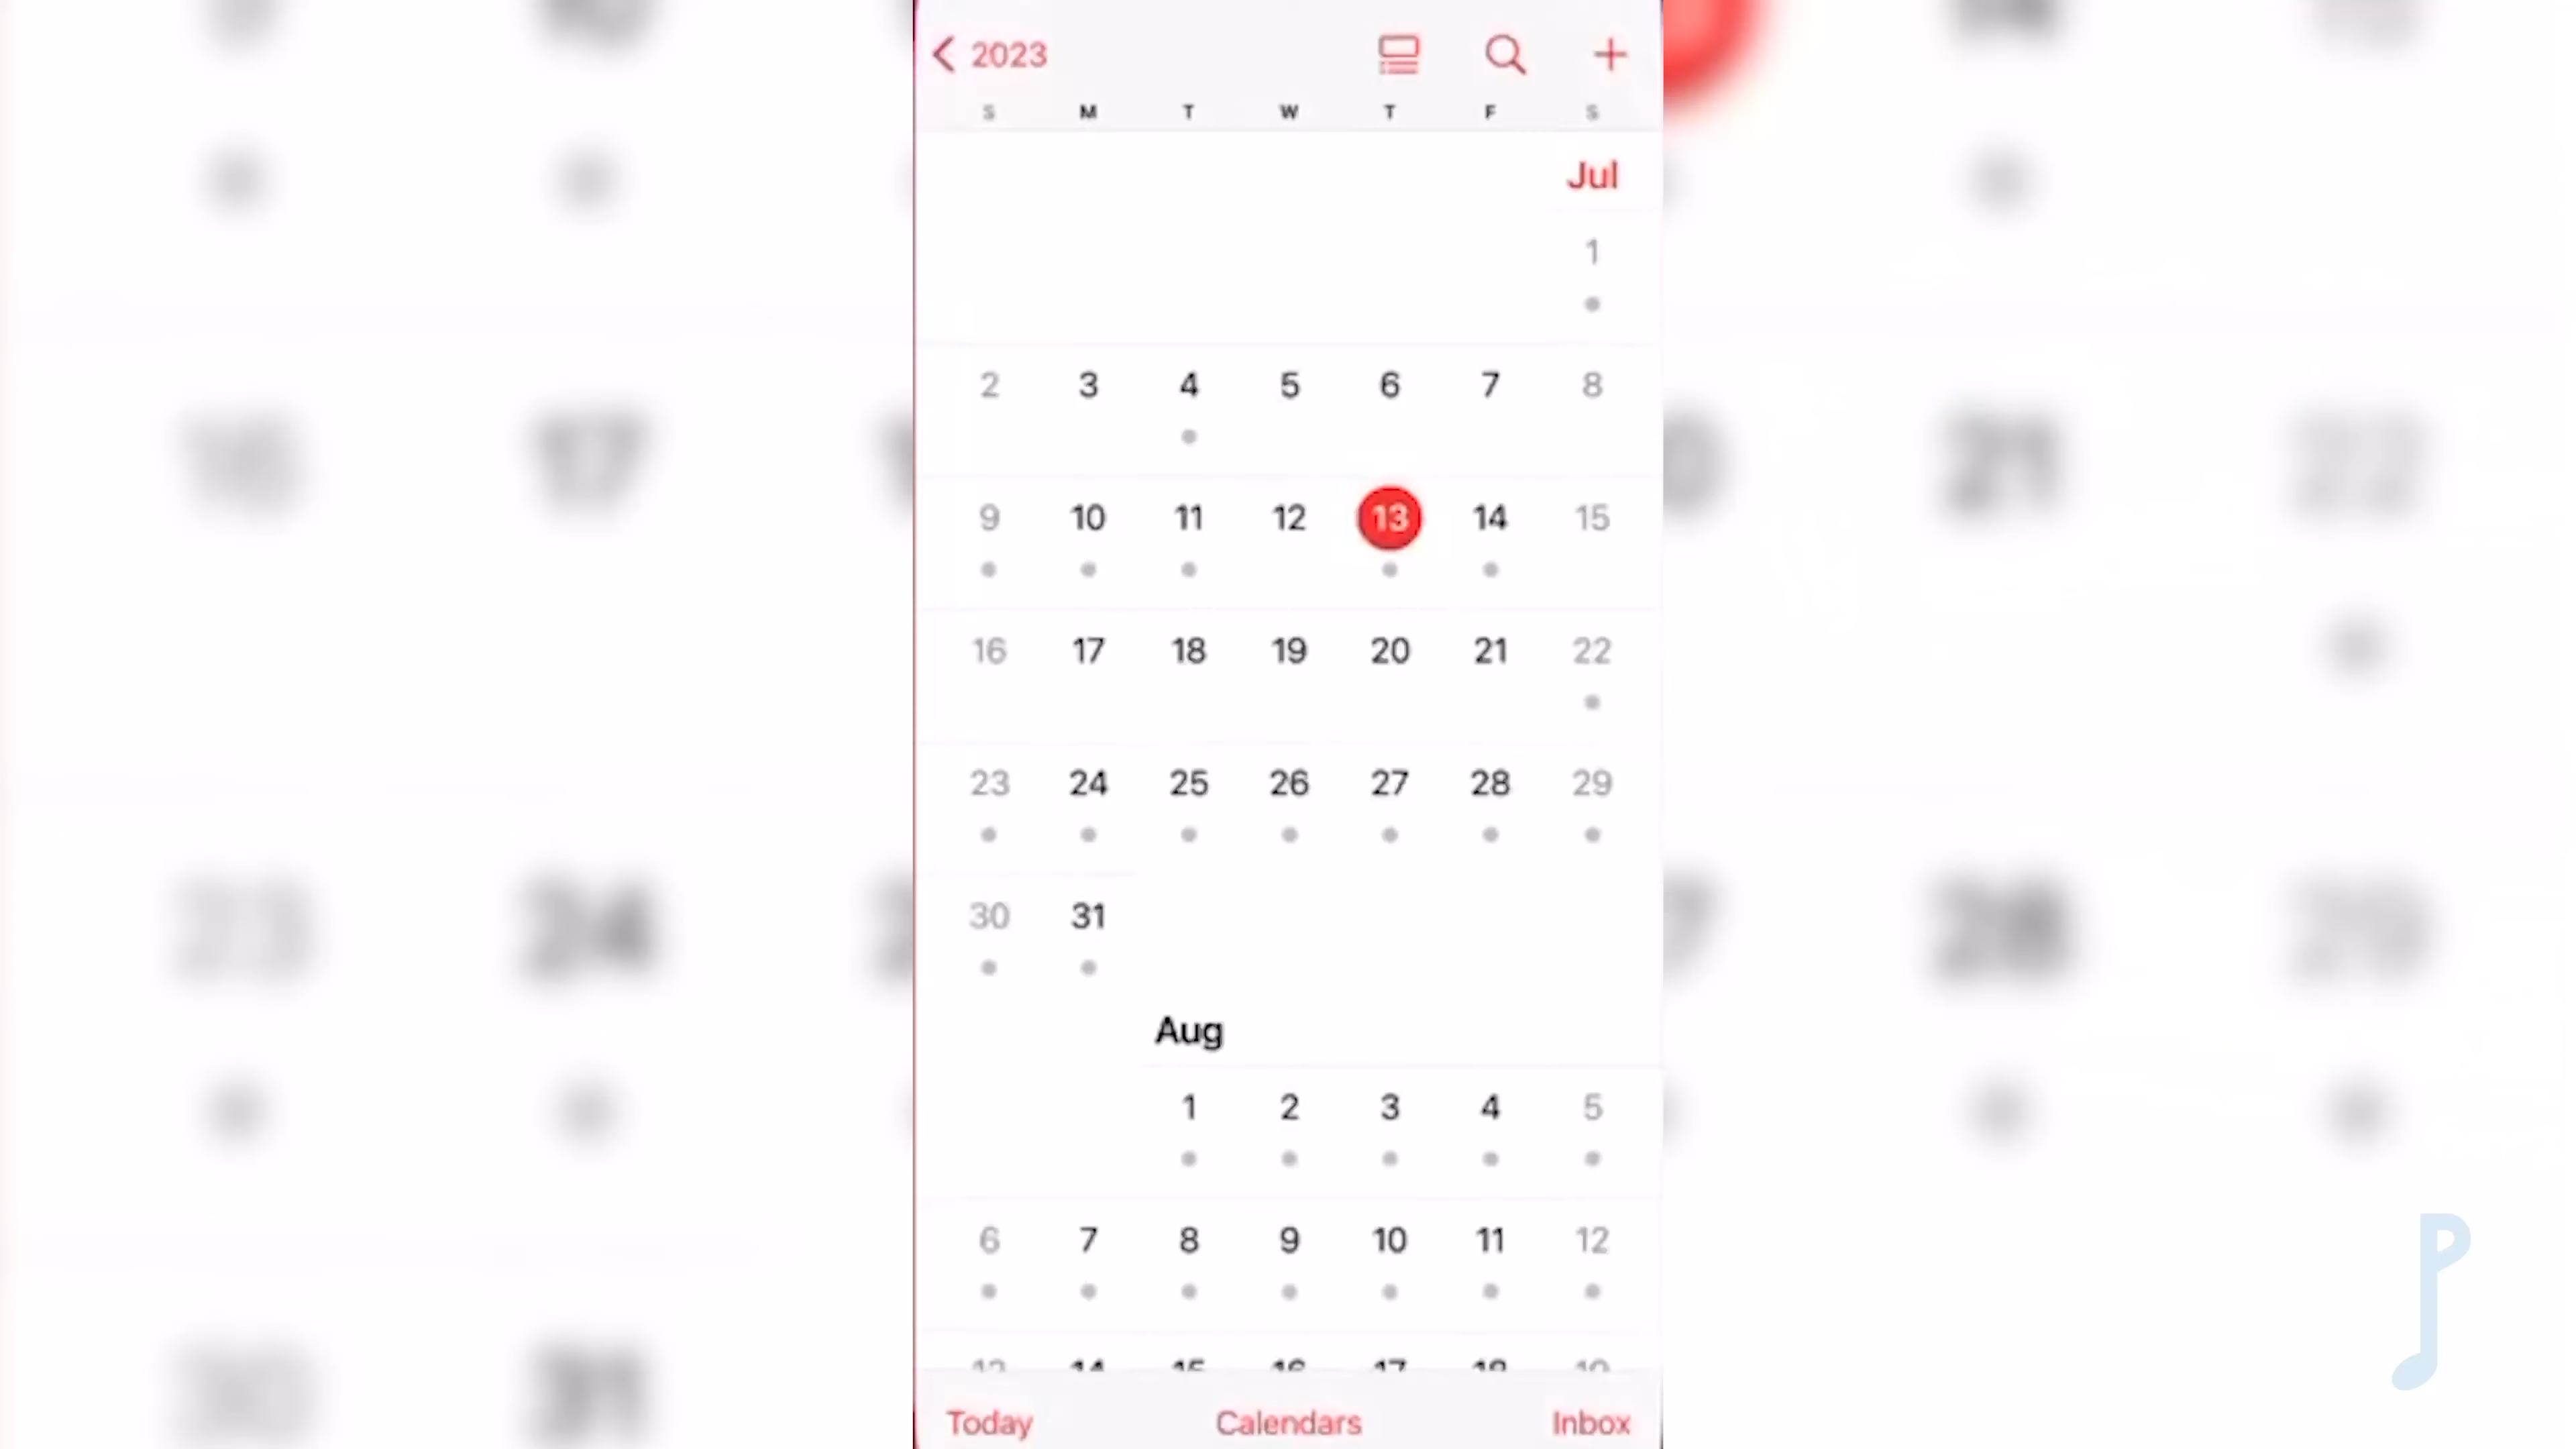 2023
S M T W T F S
Jul
1
2 3 4 5 6 7 8
9 10 11 12 13 14 15
16 17 18 19 20 21 22
23 24 25 26 27 28 29
30 31
Aug
1 2 3 4 5
6 7 8 9 10 11 12
Today Calendars Inbox